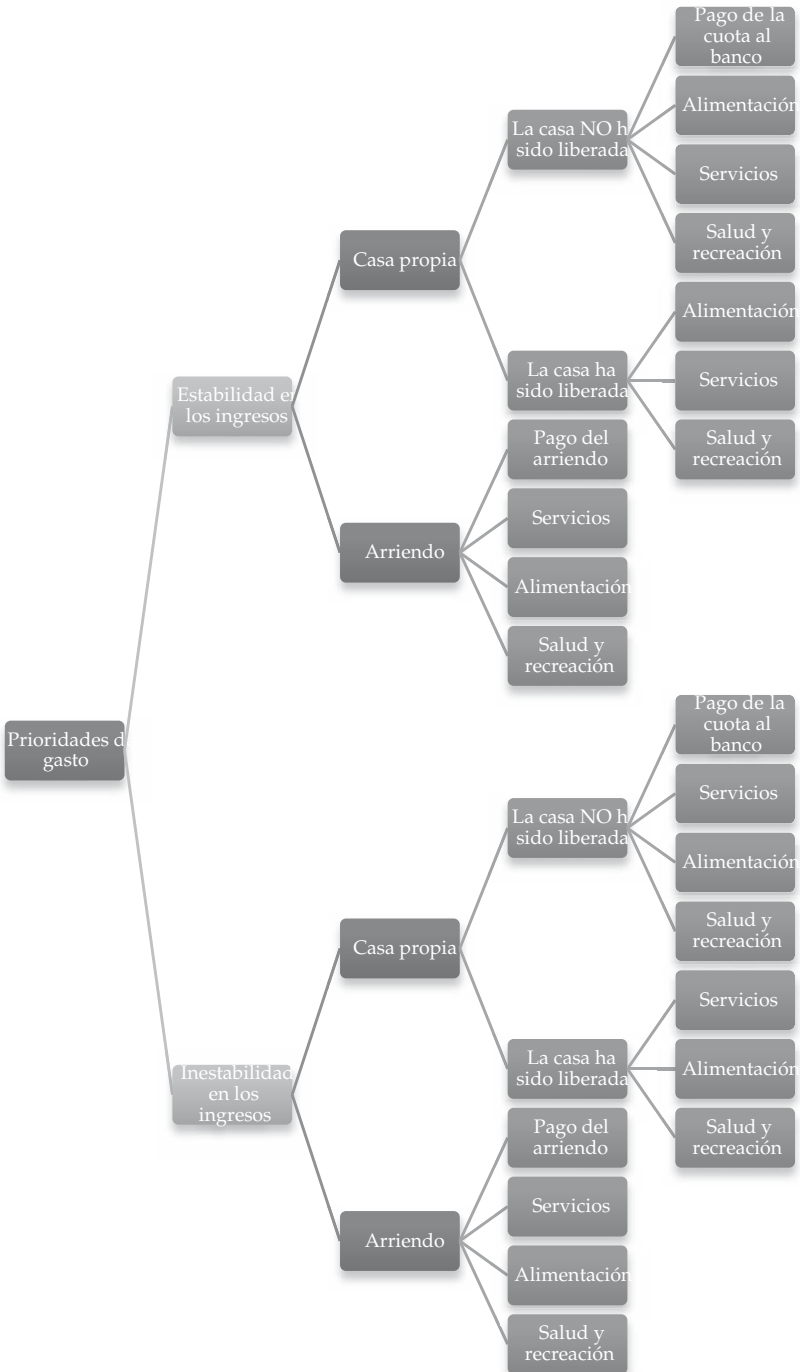 Prioridades d
gasto
Estabilidad en
los ingresos
Casa propia
La casa NO h
sido liberada
Pago de la
cuota al
banco
Alimentación
Servicios
Salud y
recreación
La casa ha
sido liberada
Alimentación
Servicios
Salud y
recreación
Arriendo
Pago del
arriendo
Servicios
Alimentación
Salud y
recreación
Inestabilidad
en los
ingresos
Casa propia
La casa NO h
sido liberada
Pago de la
cuota al
banco
Servicios
Alimentación
Salud y
recreación
La casa ha
sido liberada
Servicios
Alimentación
Salud y
recreación
Arriendo
Pago del
arriendo
Servicios
Alimentación
Salud y
recreación